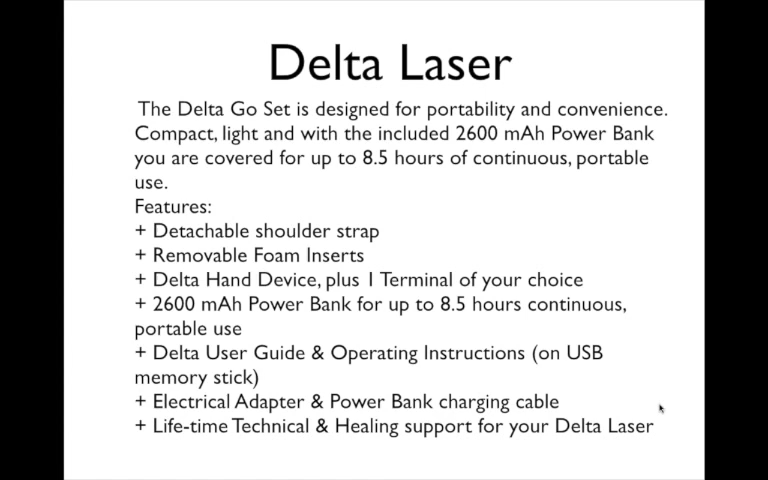 Delta Laser
The Delta Go Set is designed for portability and convenience.
Compact, light and with the included 2600 mAh Power Bank
you are covered for up to 8.5 hours of continuous, portable
use.
Features:
+ Detachable shoulder strap
+ Removable Foam Inserts
+ Delta Hand Device, plus 1 Terminal of your choice
+ 2600 mAh Power Bank for up to 8.5 hours continuous,
portable use
+ Delta User Guide & Operating Instructions (on USB
memory stick)
+ Electrical Adapter & Power Bank charging cable
+ Life-time Technical & Healing support for your Delta Laser